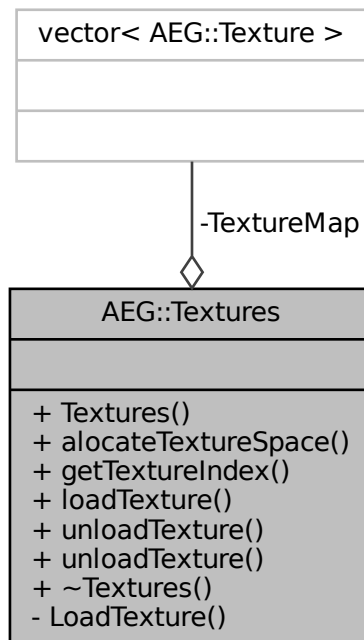 vector< AEG::Texture >
-TextureMap
AEG::Textures
+ Textures()
+ alocateTextureSpace()
+ getTextureIndex()
+ loadTexture()
+ unloadTexture()
+ unloadTexture()
+ ~Textures()
- LoadTexture()